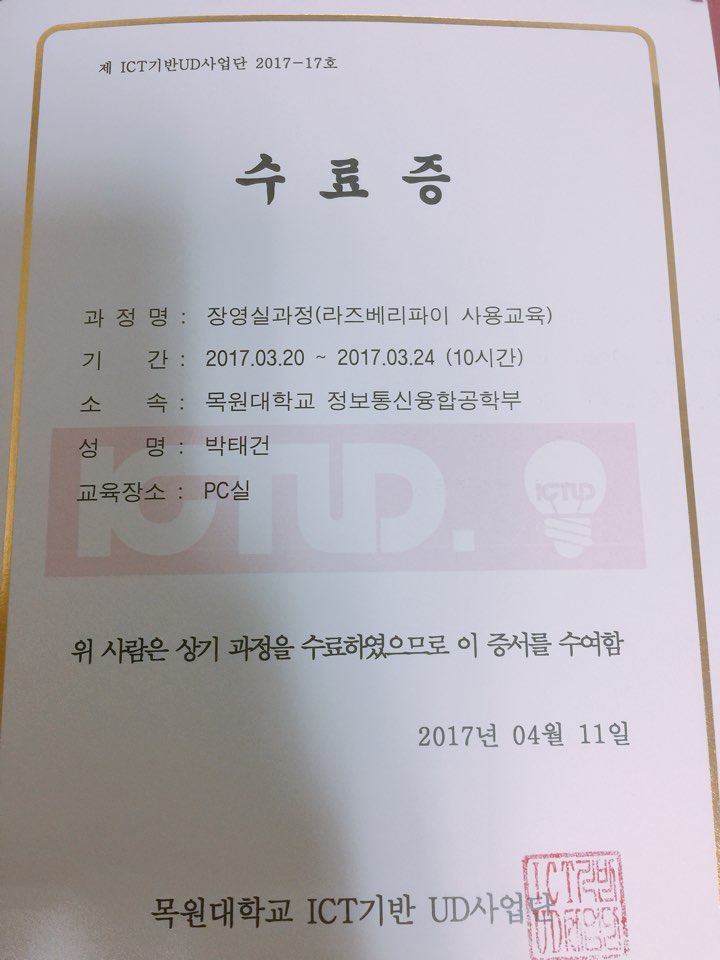 제 ICT기반UD사업단 2017-17호
수 료 증
과 정 명 : 장영실과정(라즈베리파이 사용교육)
기 간 : 2017.03.20 ~ 2017.03.24 (10시간)
소 속 : 목원대학교 정보통신융합공학부
성 명 : 박태건
ICTUD.
ICTUD
교육장소 : PC실
위 사람은 상기 과정을 수료하였으므로 이 증서를 수여함
2017년 04월 11일
목원대학교 ICT기반 UD사업단
ICT기반
UD사업단